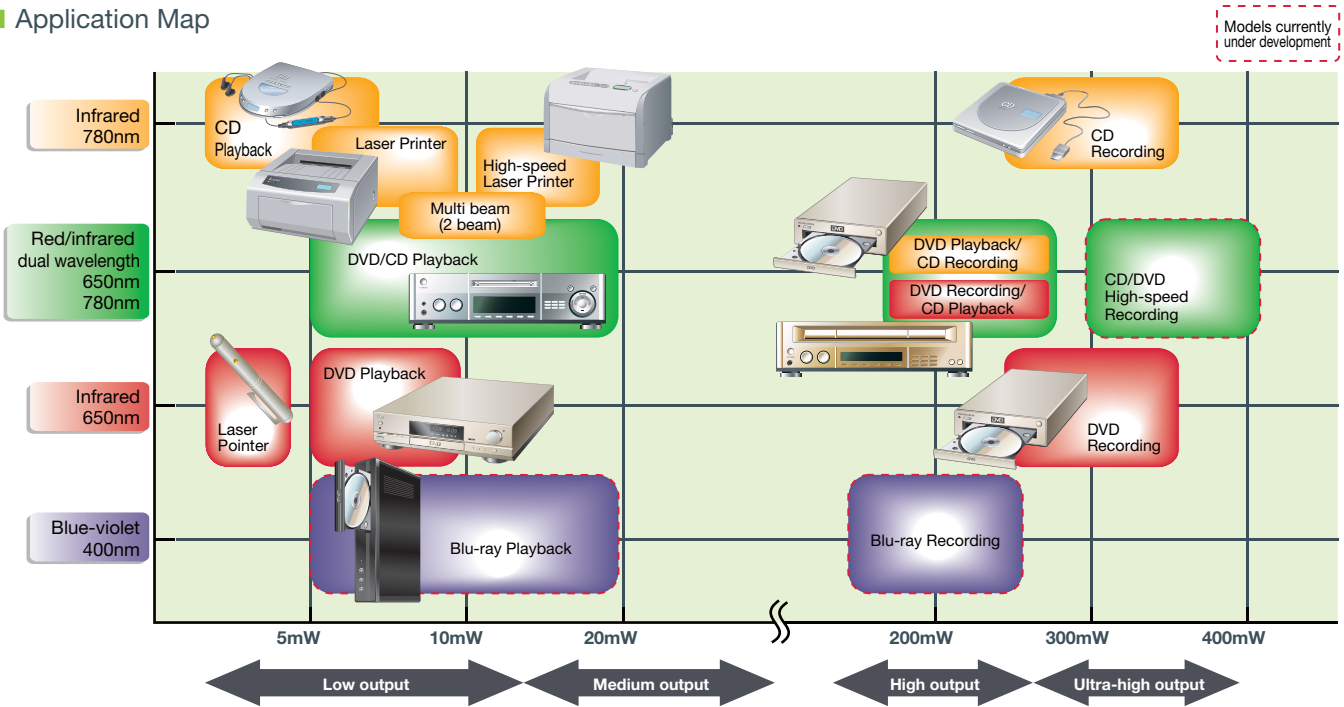 Application Map
Models currently
under development
Infrared
780nm
CD
Playback
Laser Printer
High-speed
Laser Printer
Multi beam
(2 beam)
CD
CD
Recording
Red/infrared
dual wavelength
650nm
780nm
DVD/CD Playback
DVD
DVD Playback/
CD Recording
DVD Recording/
CD Playback
CD/DVD
High-speed
Recording
Infrared
650nm
Laser
Pointer
DVD Playback
DVD
DVD
DVD
Recording
Blue-violet
400nm
Blu-ray Playback
Blu-ray Recording
5mW
10mW
20mW
200mW
300mW
400mW
Low output
Medium output
High output
Ultra-high output